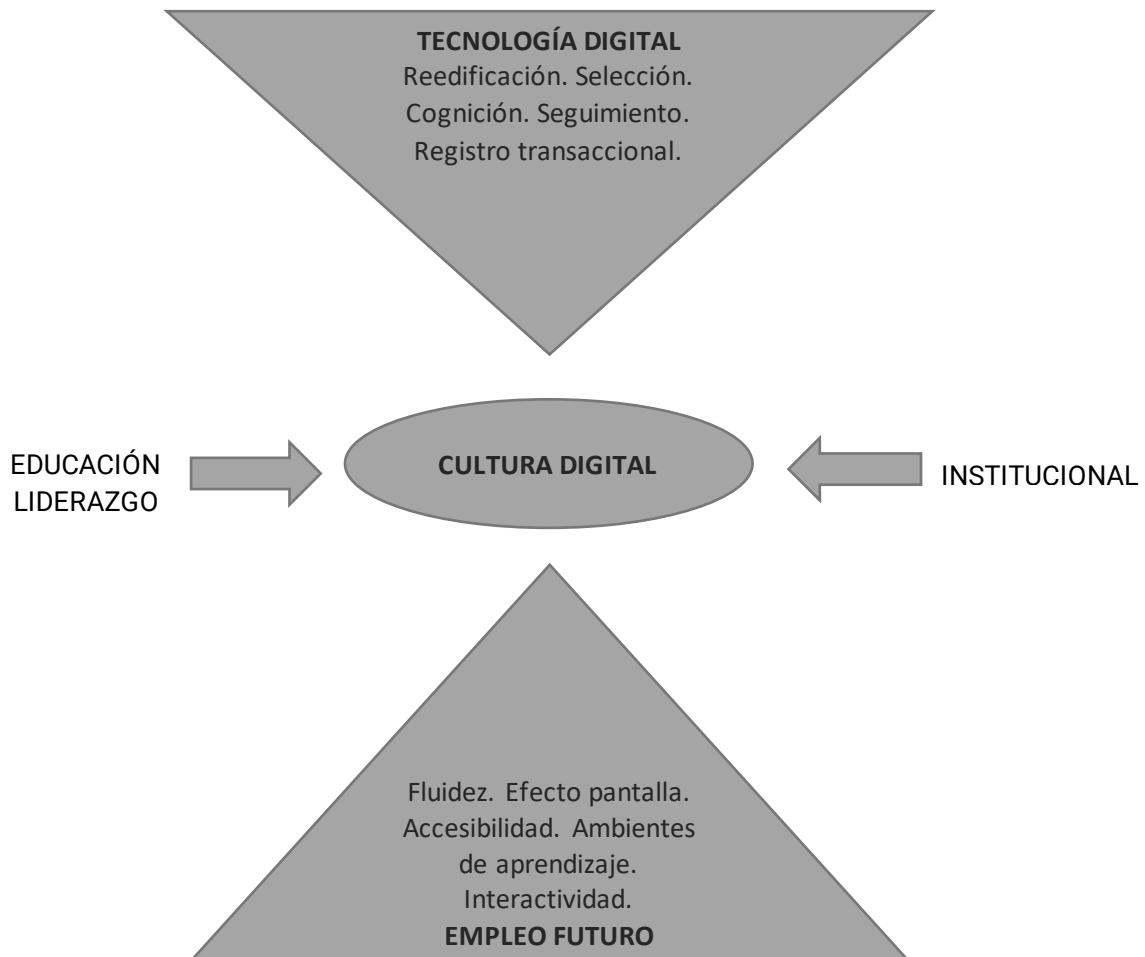 TECNOLOGÍA DIGITAL
Reedificación. Selección.
Cognición. Seguimiento.
Registro transaccional.
EDUCACIÓN
LIDERAZGO
CULTURA DIGITAL
INSTITUCIONAL
Fluidez. Efecto pantalla.
Accesibilidad. Ambientes
de aprendizaje.
Interactividad.
EMPLEO FUTURO